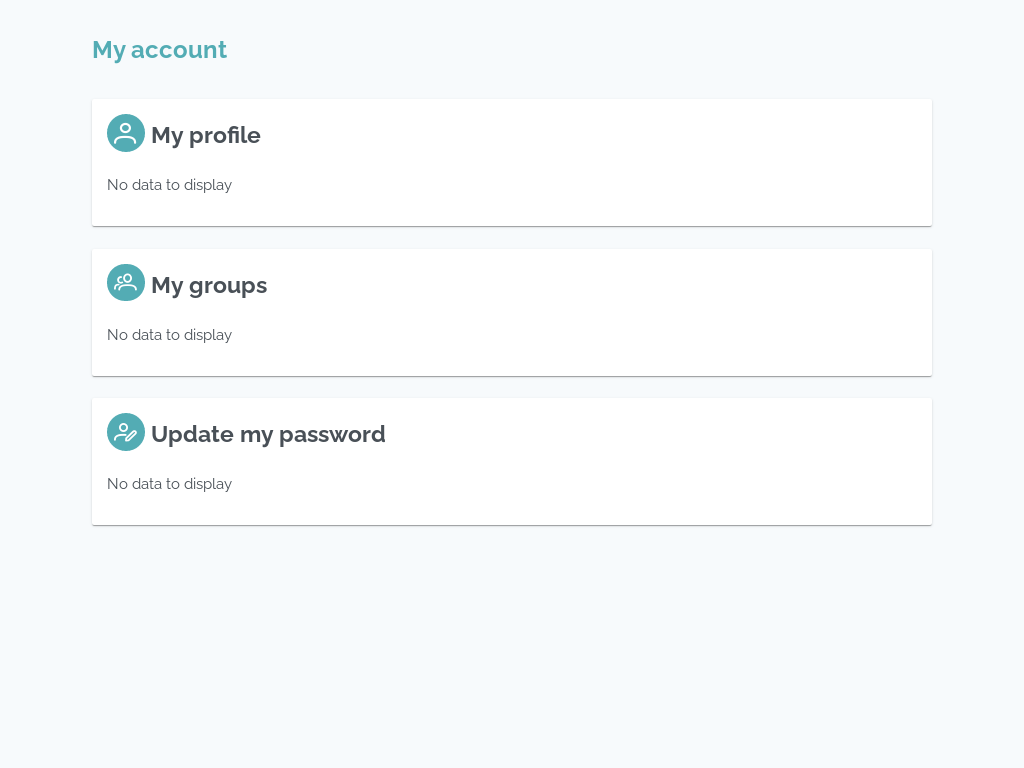 My account
My profile
No data to display
My groups
No data to display
Update my password
No data to display